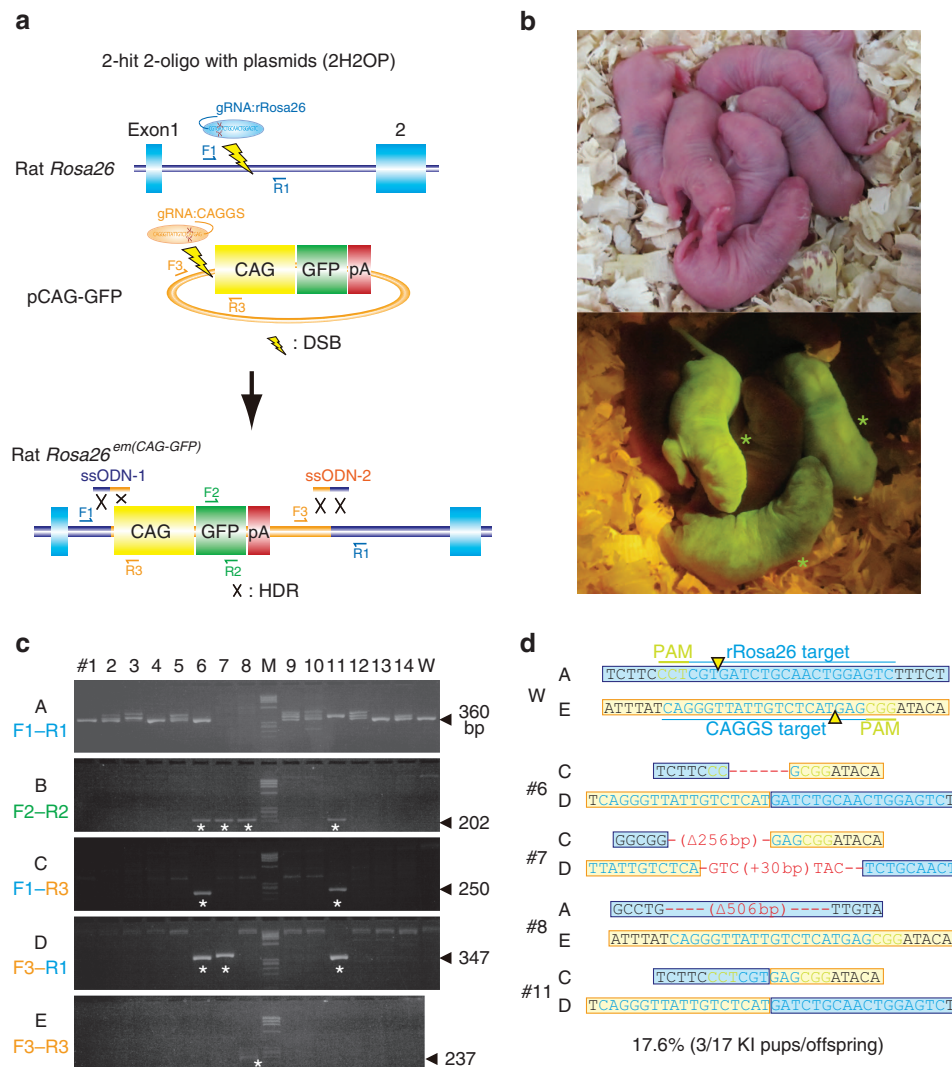 a
2-hit 2-oligo with plasmids (2H2OP)
gRNA:rRosa26
Exon1
2
F1
Rat Rosa26
R1
gRNA:CAGGS
F3
CAG
GFP
pA
pCAG-GFP
R3
: DSB
Rat Rosa26em(CAG-GFP)
ssODN-1
ssODN-2
F1
F2
F3
CAG
GFP
pA
R3
R2
R1
X : HDR
b
*
*
*
c
#1 2 3 4 5 6 7 8 M 9 10 11 12 13 14 W
A
F1–R1
360 bp
B
F2–R2
202
* * * *
C
F1–R3
250
* *
D
F3–R1
347
* * *
E
F3–R3
237
*
d
PAM
rRosa26 target
W
A
TCTTCCCTCGTGATCTGCAACTGGAGTCTTTCT
E
ATTTATCAGGGTTATTGTCTCATGAGCGGATACA
CAGGS target
PAM
#6
C
TCTTCCC------GCGGATACA
D
TCAGGGTTATTGTCTCATGATCTGCAACTGGAGTCT
#7
C
GGCGG-(Δ256bp)-GAGCGGATACA
D
TTATTGTCTCA-GTC(+30bp)TAC--TCTGCAACT
#8
A
GCCTG----(Δ506bp)----TTGTA
E
ATTTATCAGGGTTATTGTCTCATGAGCGGATACA
#11
C
TCTTCCCTCGTGAGCGGATACA
D
TCAGGGTTATTGTCTCATGATCTGCAACTGGAGTCT
17.6% (3/17 KI pups/offspring)